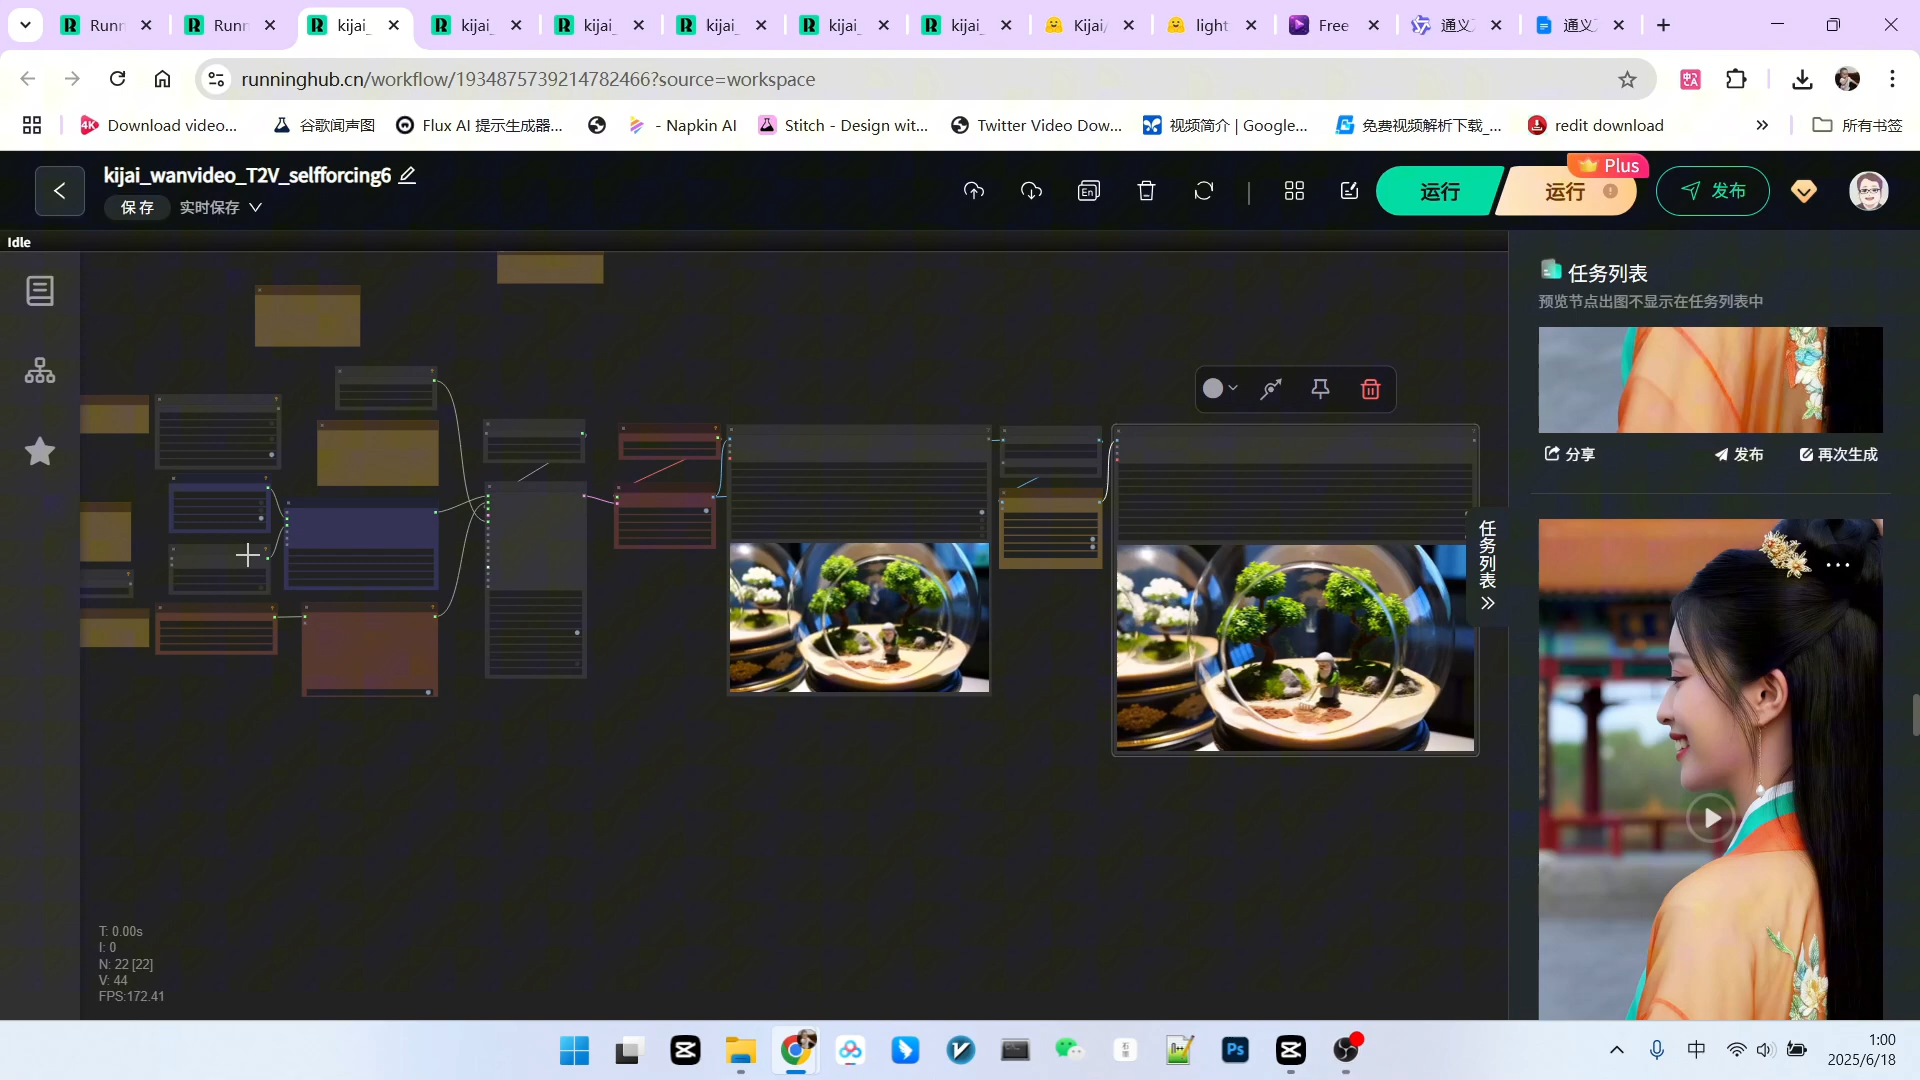 Runn
Runn
kijai_
kijai_
kijai_
kijai_
kijai_
kijai_
Kijai/
light
Free
通义
通义
runninghub.cn/workflow/1934875739214782466?source=workspace
4K
Download video...
谷歌闻声图
Flux AI 提示生成器...
- Napkin AI
Stitch - Design wit...
Twitter Video Dow...
视频简介 | Google...
免费视频解析下载_...
redit download
所有书签
kijai_wanvideo_T2V_selfforcing6
保存
实时保存
En
运行
运行
Plus
发布
Idle
任务列表
预览节点出图不显示在任务列表中
分享
发布
再次生成
任务列表
T: 0.00s
I: 0
N: 22 [22]
V: 44
FPS:172.41
Ps
中
1:00
2025/6/18